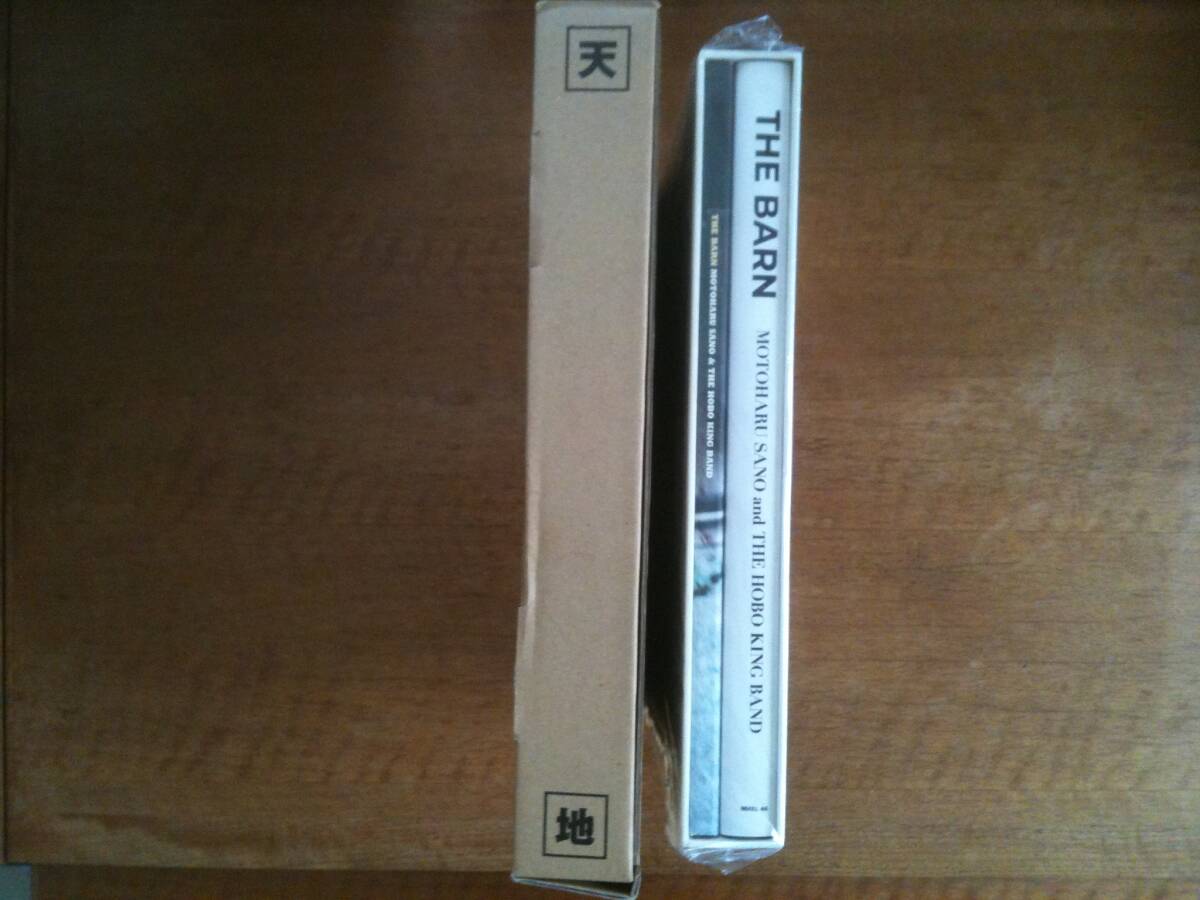 天
地
THE BARN MOTOHARU SANO & THE HOBO KING BAND
THE BARN MOTOHARU SANO and THE HOBO KING BAND